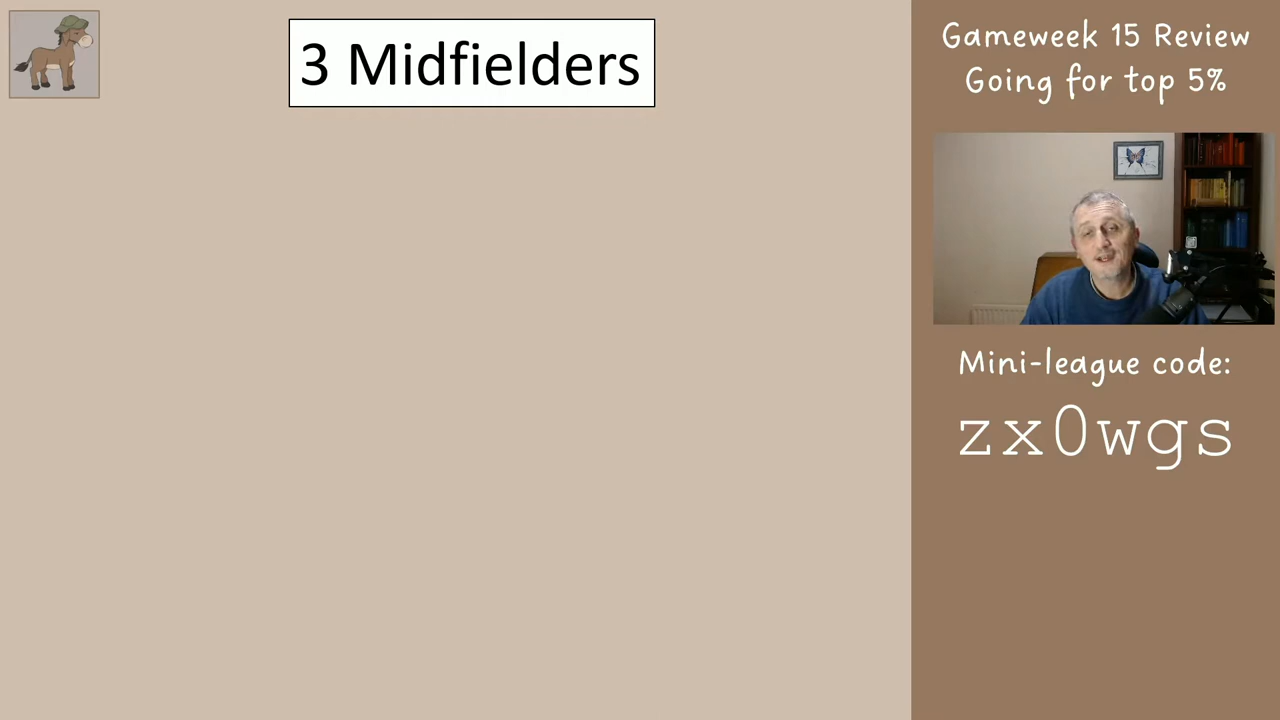 3 Midfielders
Gameweek 15 Review
Going for top 5%
Mini-league code:
zx0wgs